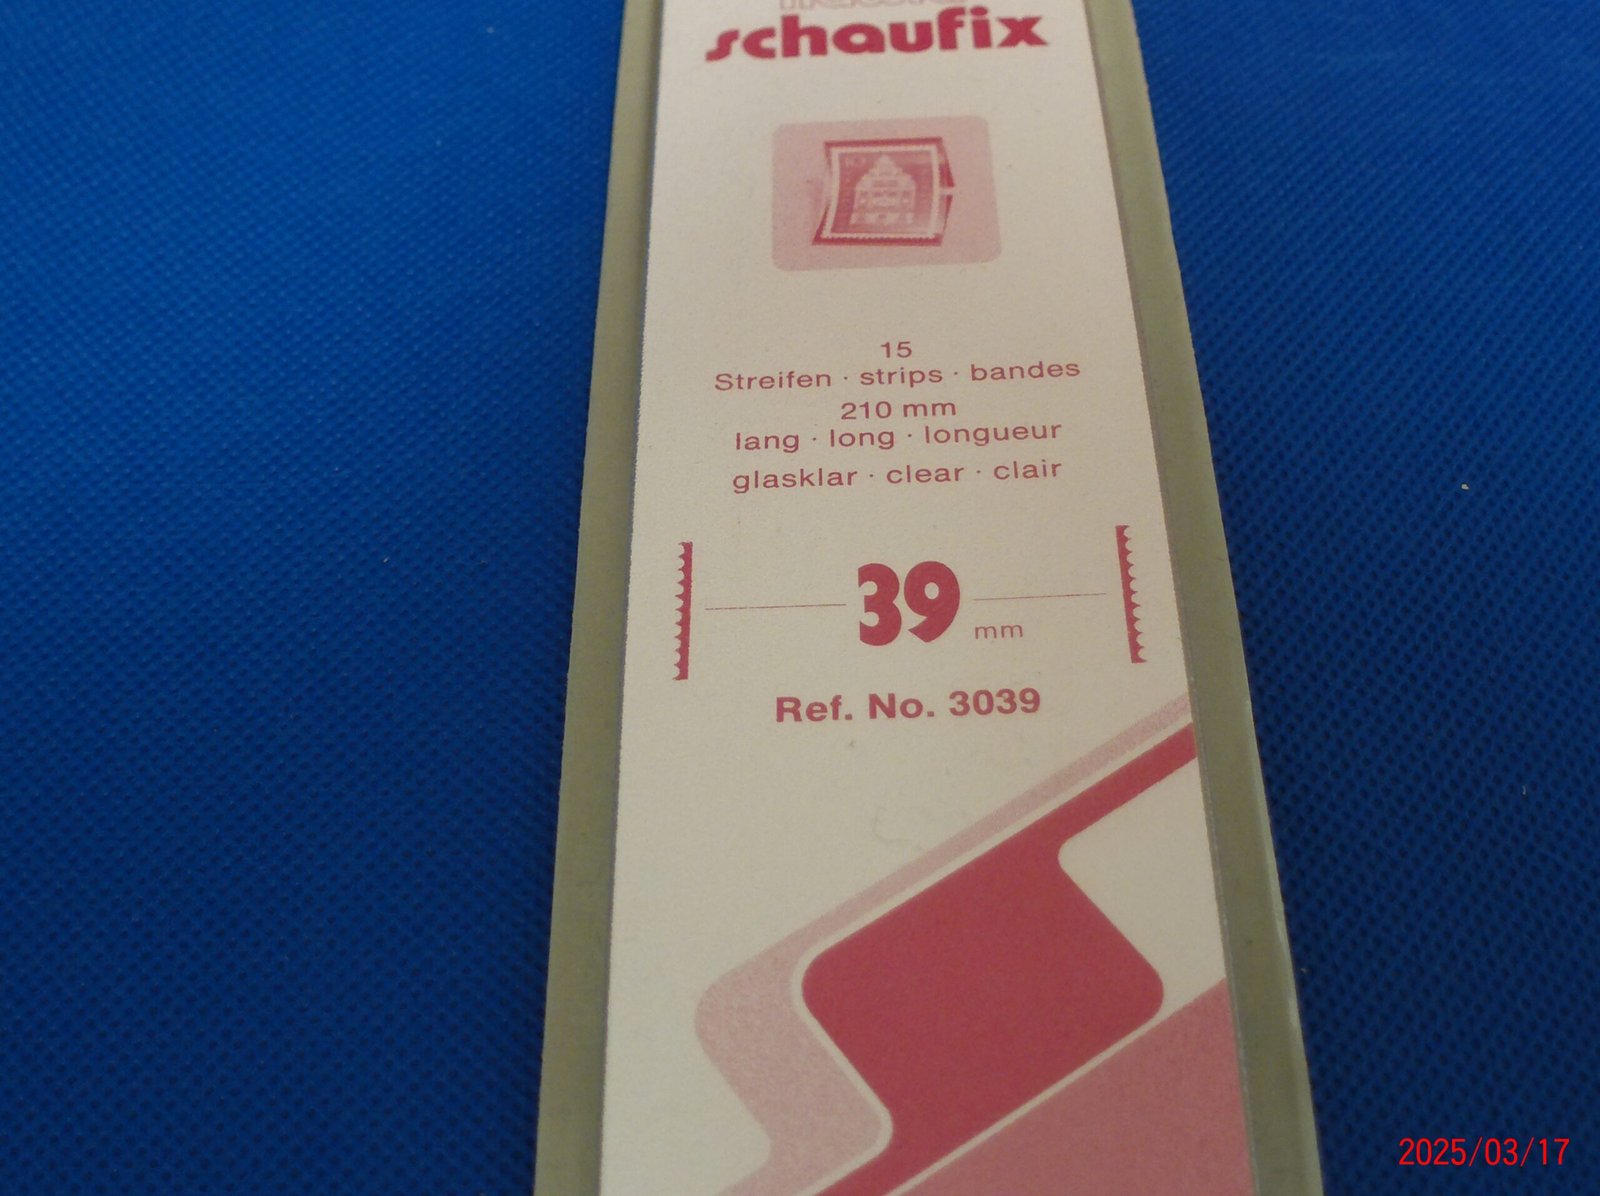 schaufix
15
Streifen · strips · bandes
210 mm
lang · long · longueur
glasklar · clear · clair
39 mm
Ref. No. 3039
2025/03/17